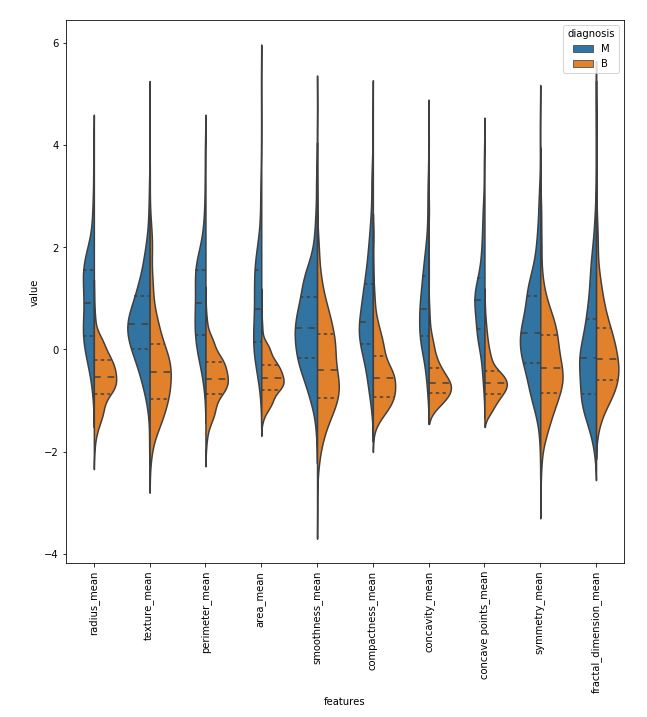 diagnosis
M
B
6
4
2
0
−2
−4
value
radius_mean
texture_mean
perimeter_mean
area_mean
smoothness_mean
compactness_mean
concavity_mean
concave points_mean
symmetry_mean
fractal_dimension_mean
features